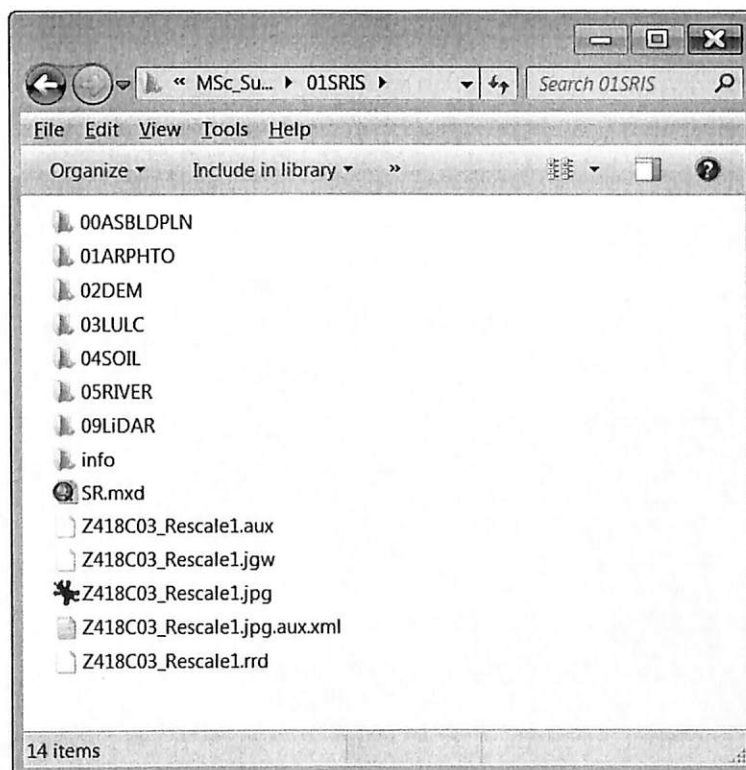 « MSc_Su... ▸ 01SRIS ▸ Search 01SRIS
File Edit View Tools Help
Organize Include in library »
00ASBLDPLN
01ARPHTO
02DEM
03LULC
04SOIL
05RIVER
09LiDAR
info
SR.mxd
Z418C03_Rescale1.aux
Z418C03_Rescale1.jgw
Z418C03_Rescale1.jpg
Z418C03_Rescale1.jpg.aux.xml
Z418C03_Rescale1.rrd
14 items